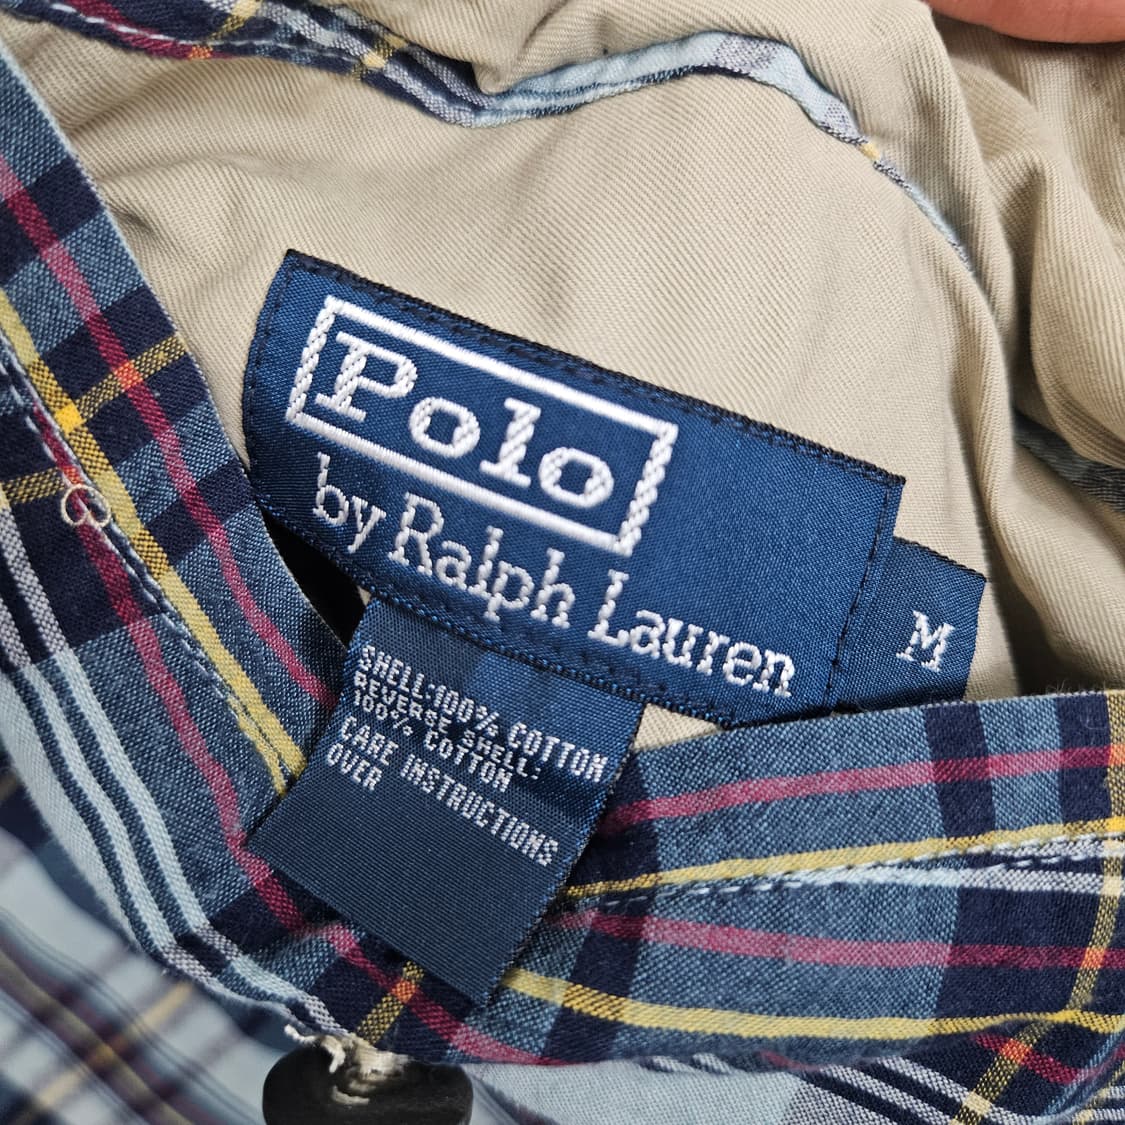 Polo
by Ralph Lauren
M
SHELL:100% COTTON
REVERSE SHELL:
100% COTTON
CARE INSTRUCTIONS
OVER